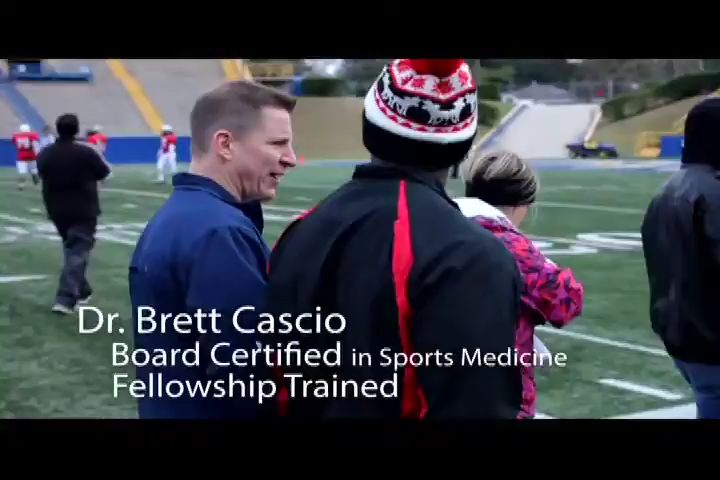 Dr. Brett Cascio
Board Certified in Sports Medicine
Fellowship Trained